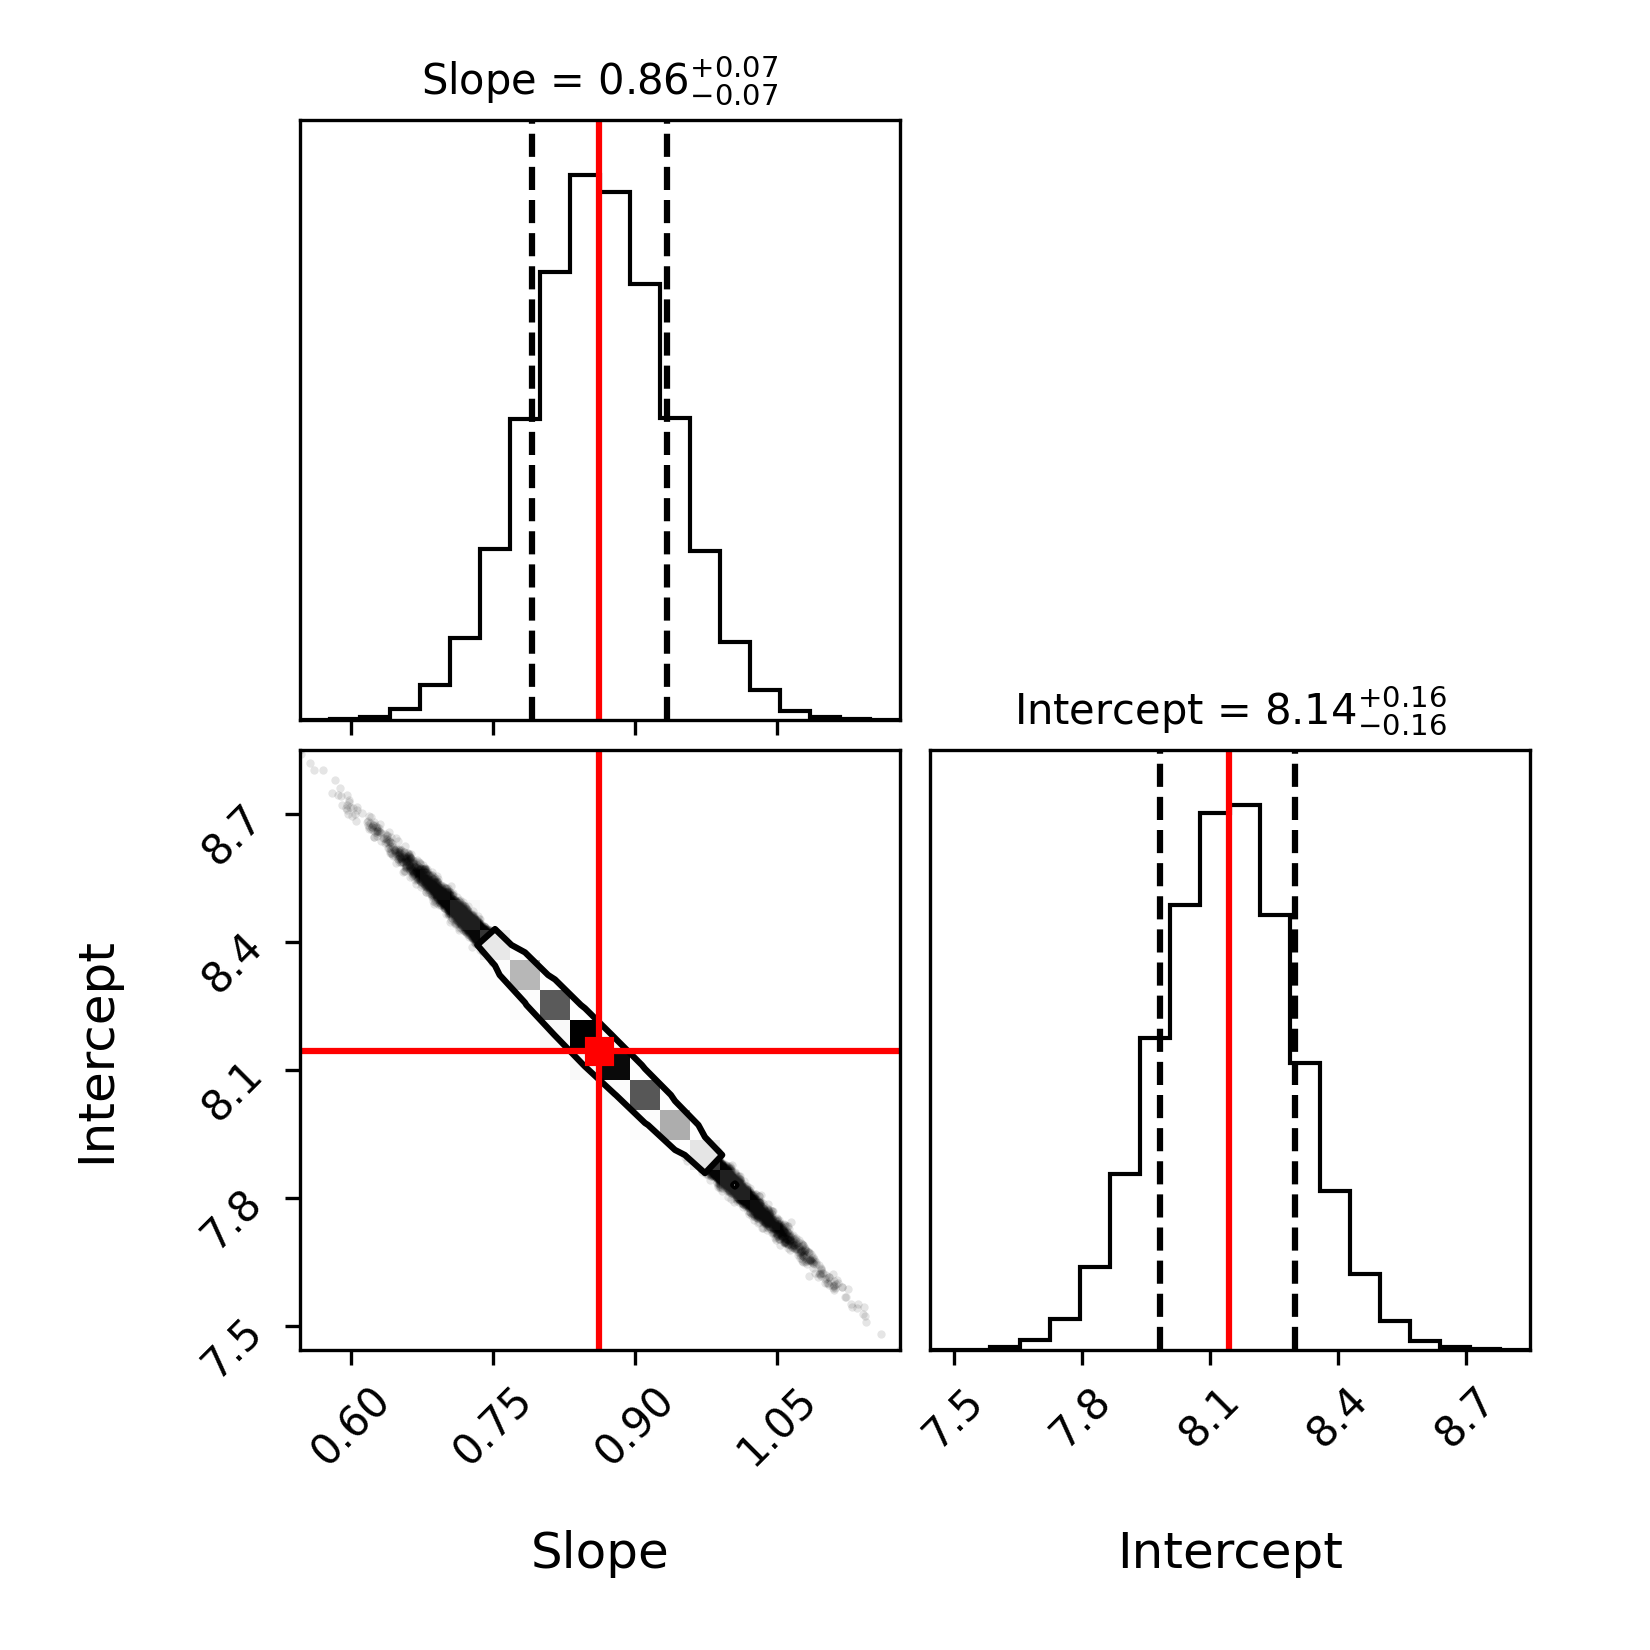 Slope = 0.86+0.07−0.07
Intercept = 8.14+0.16−0.16
Intercept
8.7
8.4
8.1
7.8
7.5
0.60 0.75 0.90 1.05
7.5 7.8 8.1 8.4 8.7
Slope
Intercept